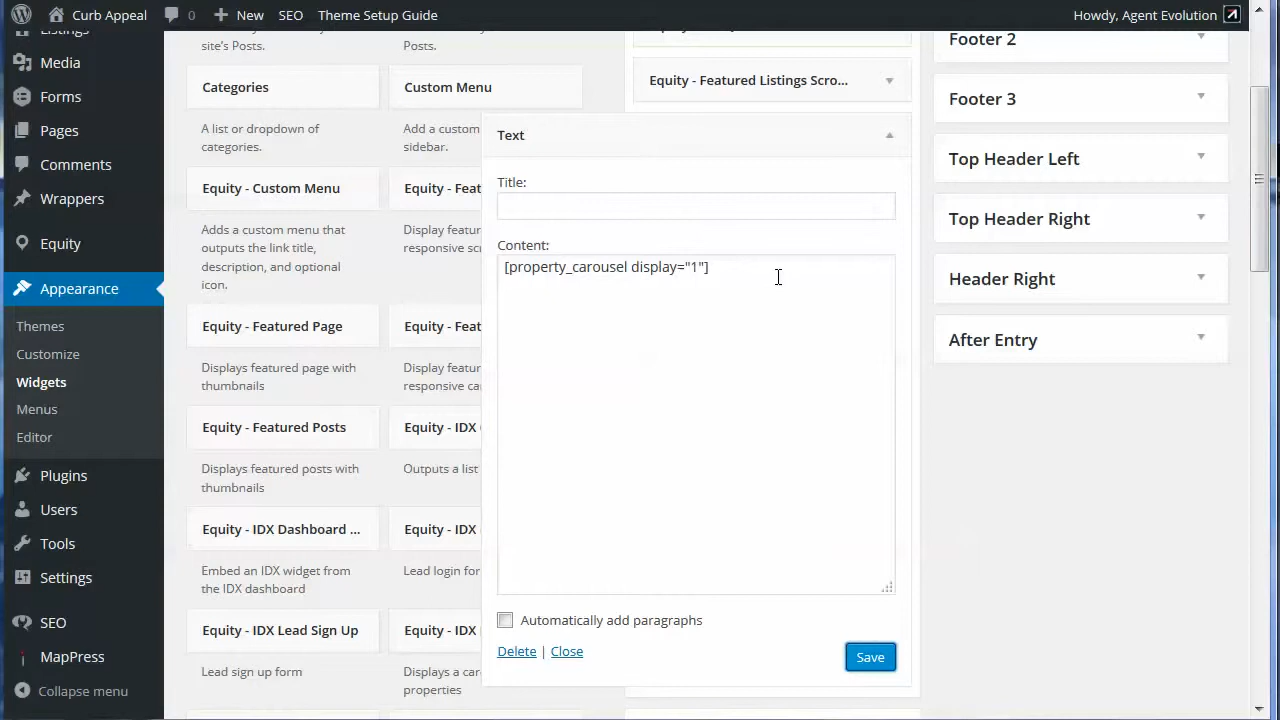 Curb Appeal
0
New
SEO
Theme Setup Guide
Howdy, Agent Evolution
Listings
Media
Forms
Pages
Comments
Wrappers
Equity
Appearance
Themes
Customize
Widgets
Menus
Editor
Plugins
Users
Tools
Settings
SEO
MapPress
Collapse menu
site's Posts.
Posts.
Categories
Custom Menu
A list or dropdown of
categories.
Add a custom
sidebar.
Equity - Custom Menu
Equity - Feat
Adds a custom menu that
outputs the link title,
description, and optional
icon.
Display featur
responsive scr
Equity - Featured Page
Equity - Feat
Displays featured page with
thumbnails
Display featur
responsive car
Equity - Featured Posts
Equity - IDX
Displays featured posts with
thumbnails
Outputs a list
Equity - IDX Dashboard ...
Equity - IDX
Embed an IDX widget from
the IDX dashboard
Lead login for
Equity - IDX Lead Sign Up
Equity - IDX
Lead sign up form
Displays a car
properties
Equity - Featured Listings Scro...
Text
Title:
Content:
[property_carousel display="1"]
Automatically add paragraphs
Delete | Close
Save
Footer 2
Footer 3
Top Header Left
Top Header Right
Header Right
After Entry